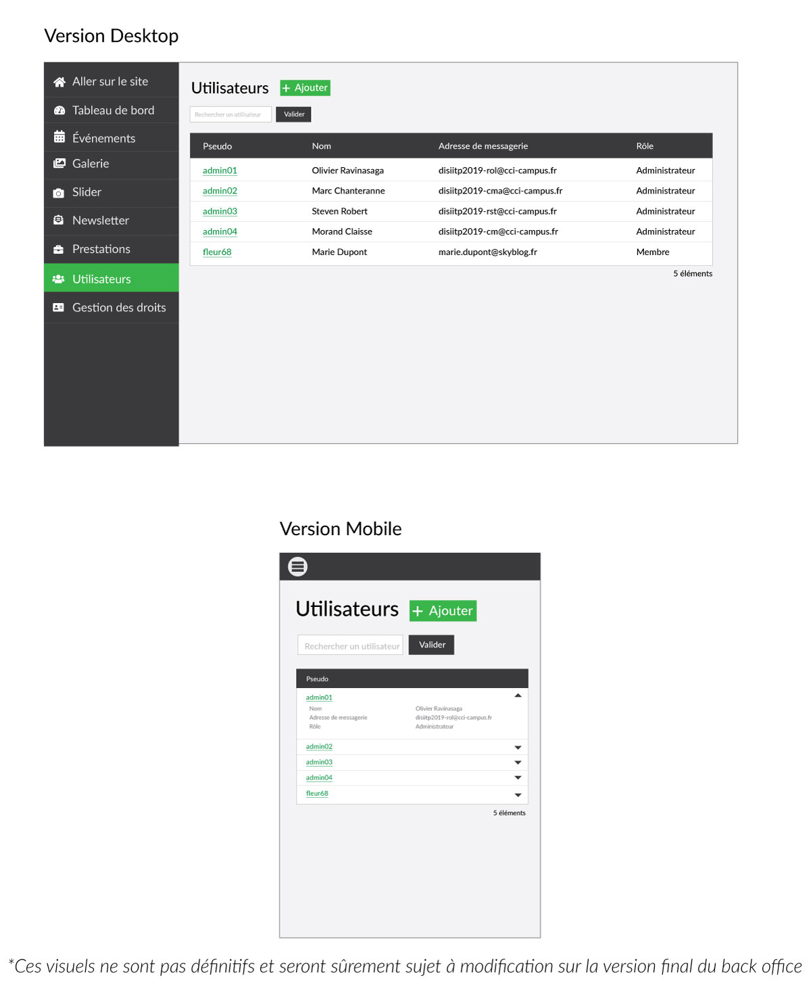 Version Desktop
Aller sur le site
Tableau de bord
Événements
Galerie
Slider
Newsletter
Prestations
Utilisateurs
Gestion des droits
Utilisateurs + Ajouter
Rechercher un utilisateur Valider
Pseudo Nom Adresse de messagerie Rôle
admin01 Olivier Ravinasaga disiitp2019-rol@cci-campus.fr Administrateur
admin02 Marc Chanteranne disiitp2019-cma@cci-campus.fr Administrateur
admin03 Steven Robert disiitp2019-rst@cci-campus.fr Administrateur
admin04 Morand Claisse disiitp2019-cm@cci-campus.fr Administrateur
fleur68 Marie Dupont marie.dupont@skyblog.fr Membre
5 éléments
Version Mobile
Utilisateurs + Ajouter
Rechercher un utilisateur Valider
Pseudo
admin01
Nom Olivier Ravinasaga
Adresse de messagerie disiitp2019-rol@cci-campus.fr
Rôle Administrateur
admin02
admin03
admin04
fleur68
5 éléments
*Ces visuels ne sont pas définitifs et seront sûrement sujet à modification sur la version final du back office